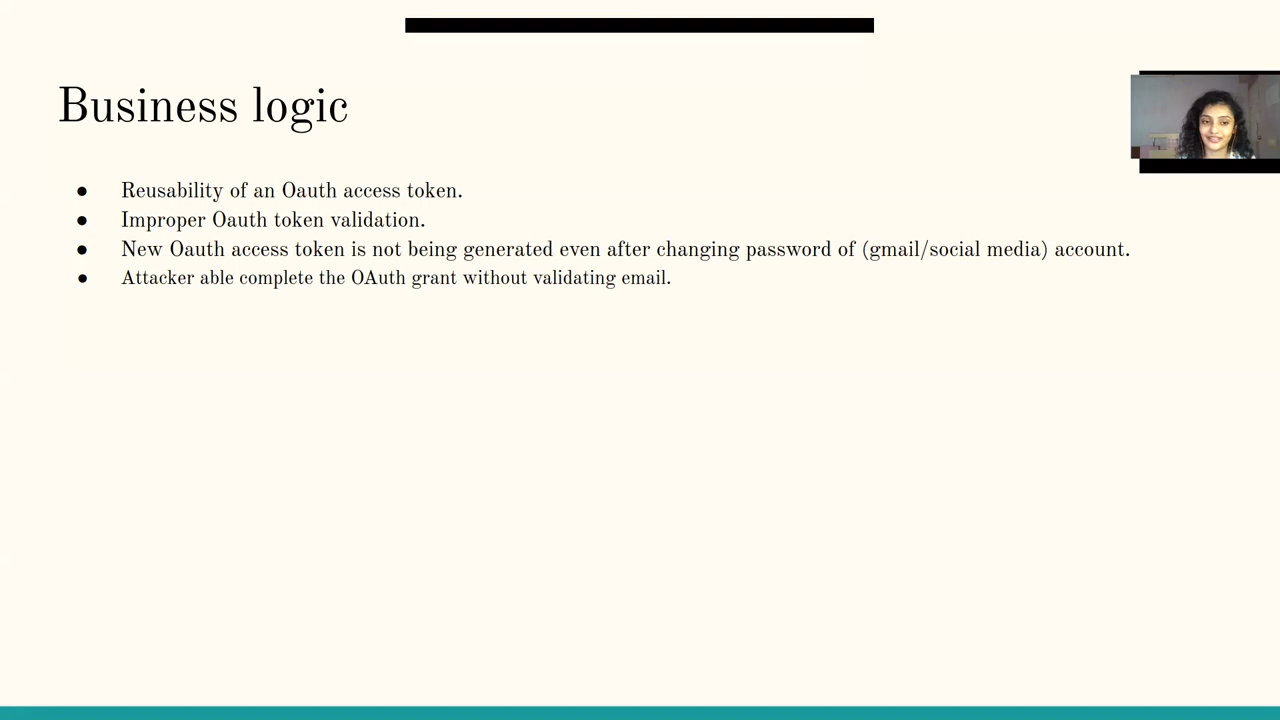 Business logic
● Reusability of an Oauth access token.
● Improper Oauth token validation.
● New Oauth access token is not being generated even after changing password of (gmail/social media) account.
● Attacker able complete the OAuth grant without validating email.